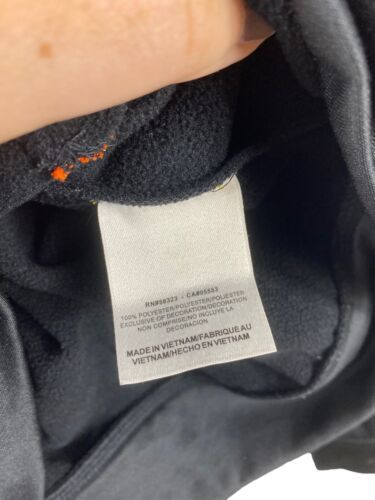 RN#56323 : CA#05553
100% POLYESTER/POLYESTER/POLIESTER
EXCLUSIVE OF DECORATION/DECORATION
NON COMPRISE/NO INCLUYE LA
DECORACION
MADE IN VIETNAM/FABRIQUE AU
VIETNAM/HECHO EN VIETNAM